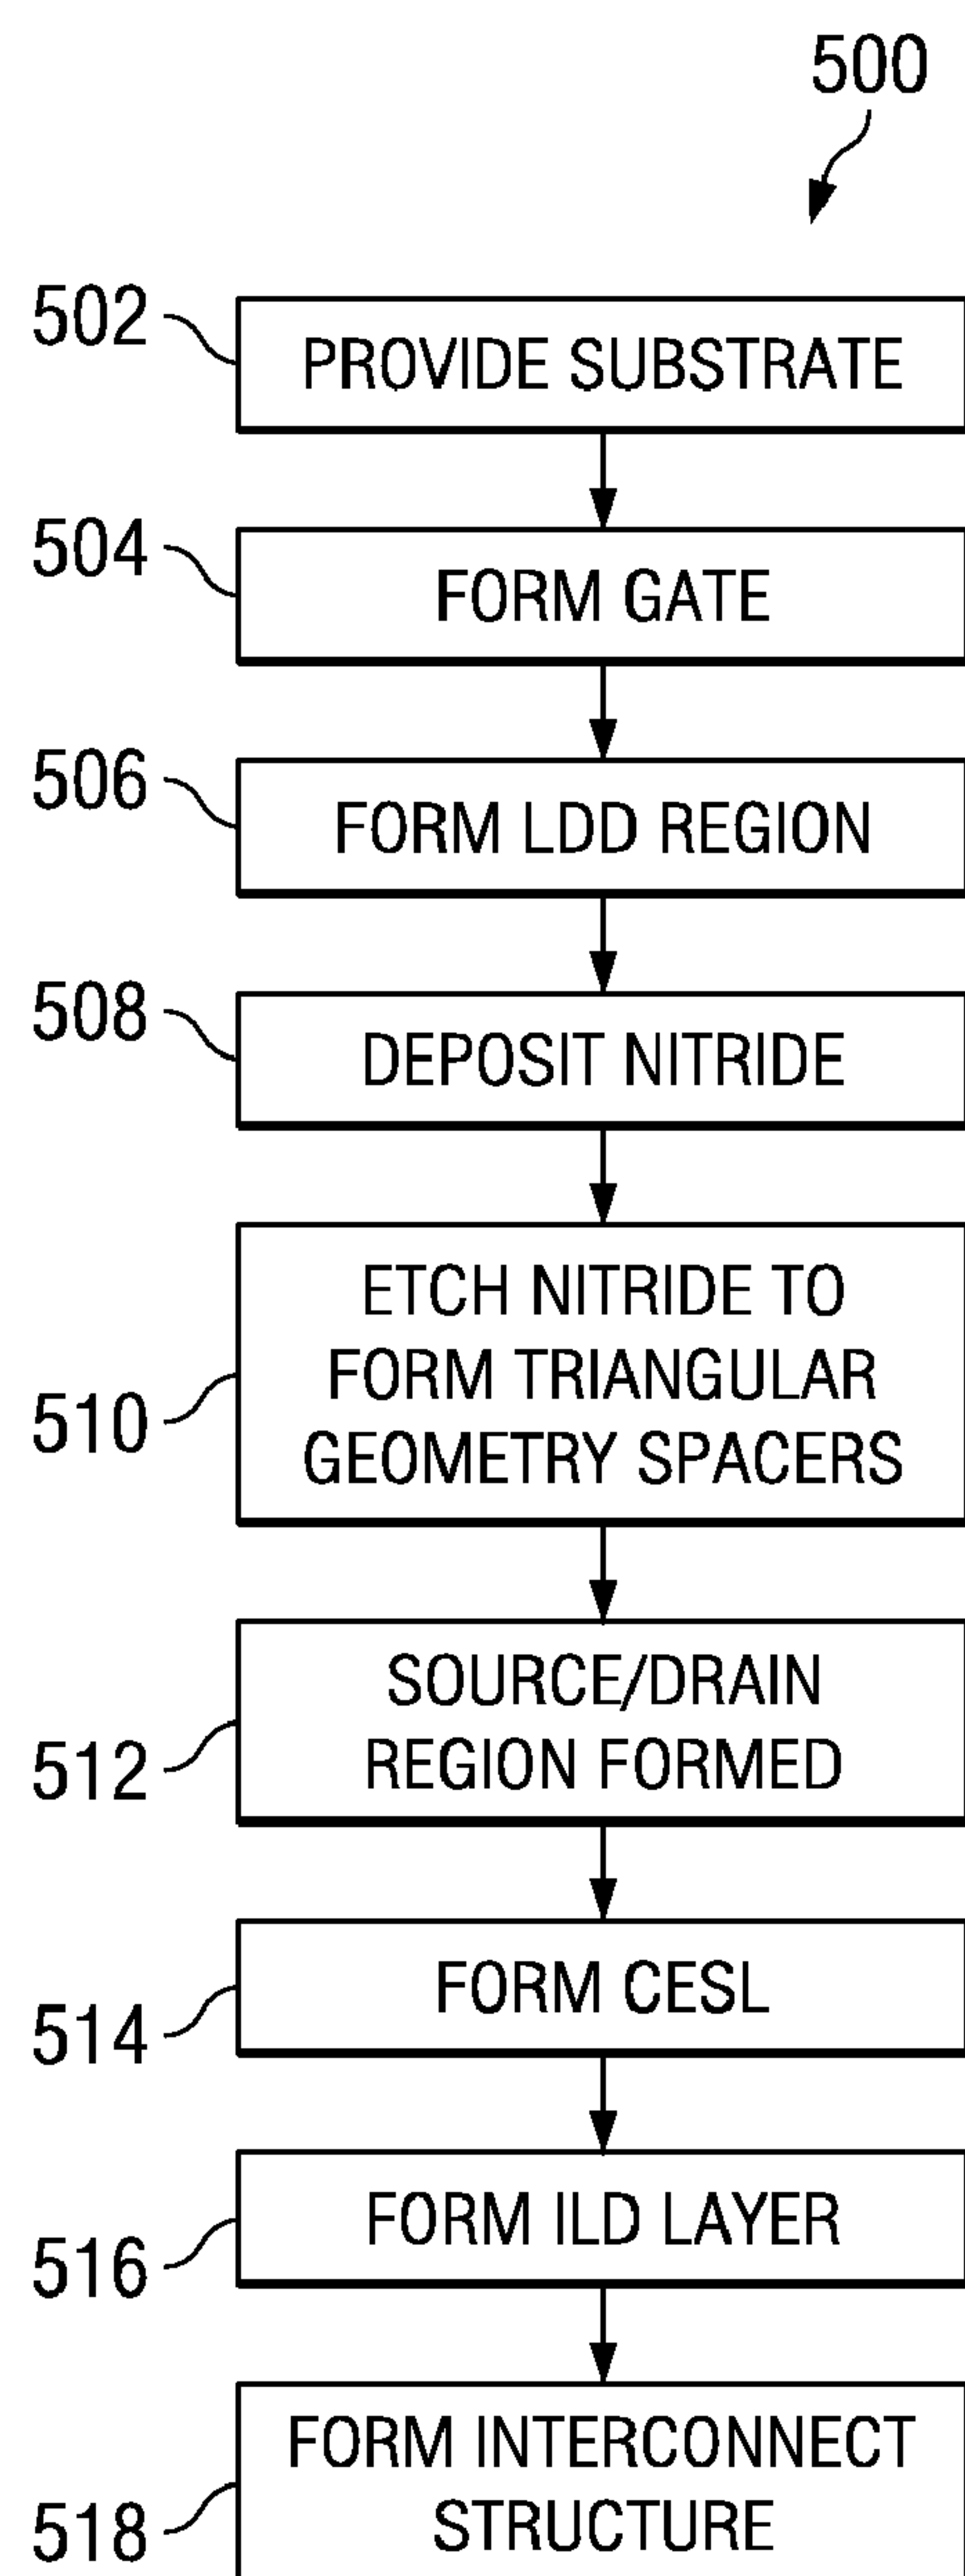 500
502
PROVIDE SUBSTRATE
504
FORM GATE
506
FORM LDD REGION
508
DEPOSIT NITRIDE
510
ETCH NITRIDE TO
FORM TRIANGULAR
GEOMETRY SPACERS
512
SOURCE/DRAIN
REGION FORMED
514
FORM CESL
516
FORM ILD LAYER
518
FORM INTERCONNECT
STRUCTURE